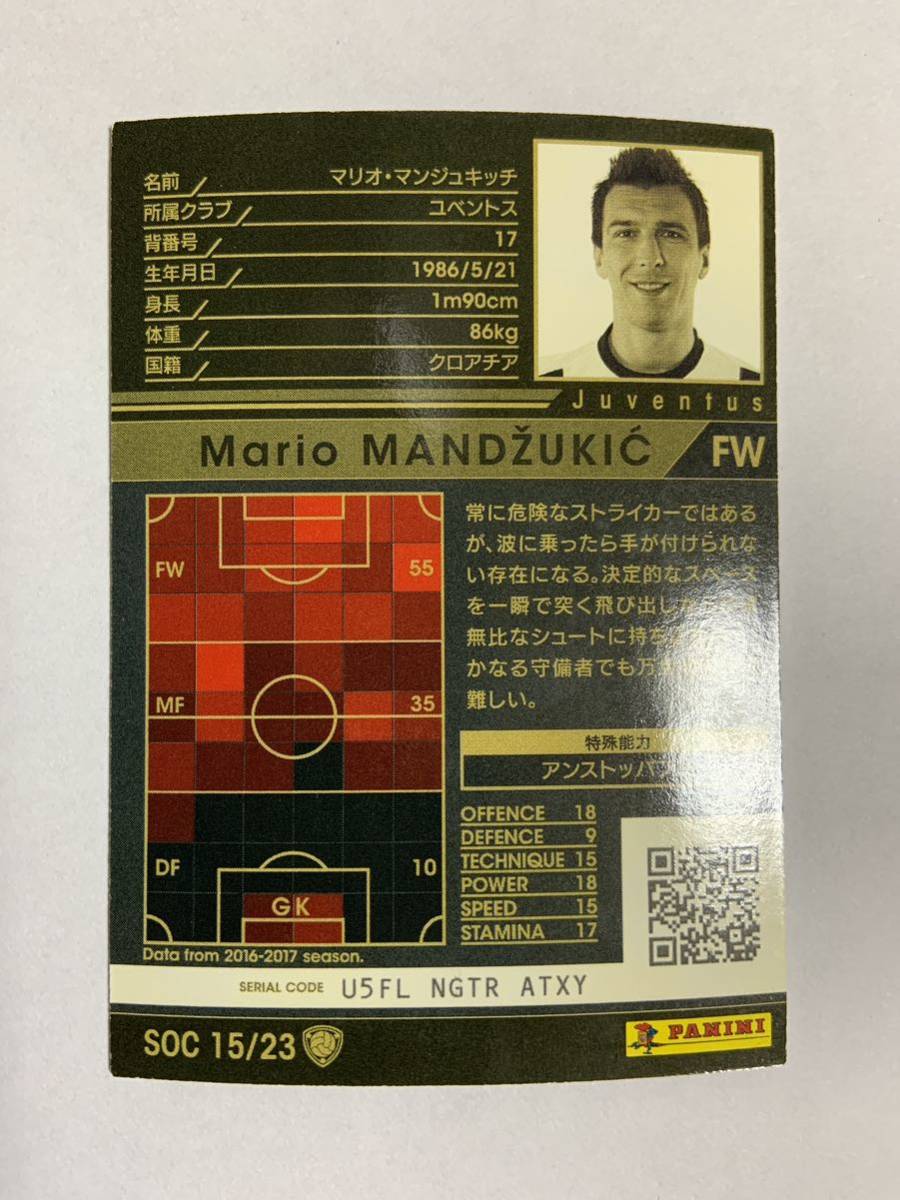 名前 マリオ・マンジュキッチ
所属クラブ ユベントス
背番号 17
生年月日 1986/5/21
身長 1m90cm
体重 86kg
国籍 クロアチア
Juventus
Mario MANDŽUKIĆ FW
FW 55
MF 35
DF 10
GK
Data from 2016-2017 season.
常に危険なストライカーではある
が、波に乗ったら手が付けられな
い存在になる。決定的なスペース
を一瞬で突く飛び出し
無比なシュートに持ち
かなる守備者でも万
難しい。
特殊能力
アンストッパ
OFFENCE 18
DEFENCE 9
TECHNIQUE 15
POWER 18
SPEED 15
STAMINA 17
SERIAL CODE U5FL NGTR ATXY
SOC 15/23
PANINI